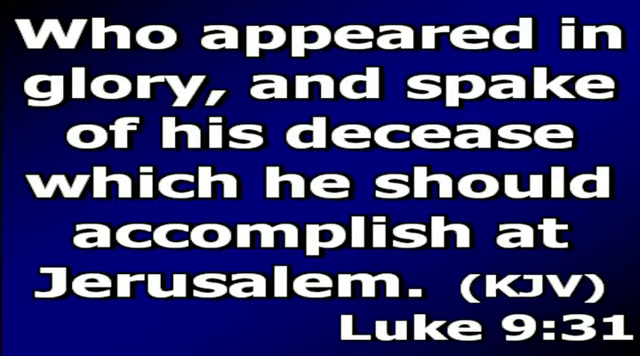 Who appeared in
glory, and spake
of his decease
which he should
accomplish at
Jerusalem. (KJV)
Luke 9:31